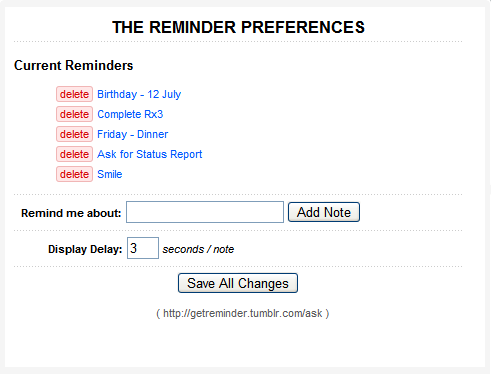 THE REMINDER PREFERENCES
Current Reminders
delete Birthday - 12 July
delete Complete Rx3
delete Friday - Dinner
delete Ask for Status Report
delete Smile
Remind me about: Add Note
Display Delay: 3 seconds / note
Save All Changes
( http://getreminder.tumblr.com/ask )